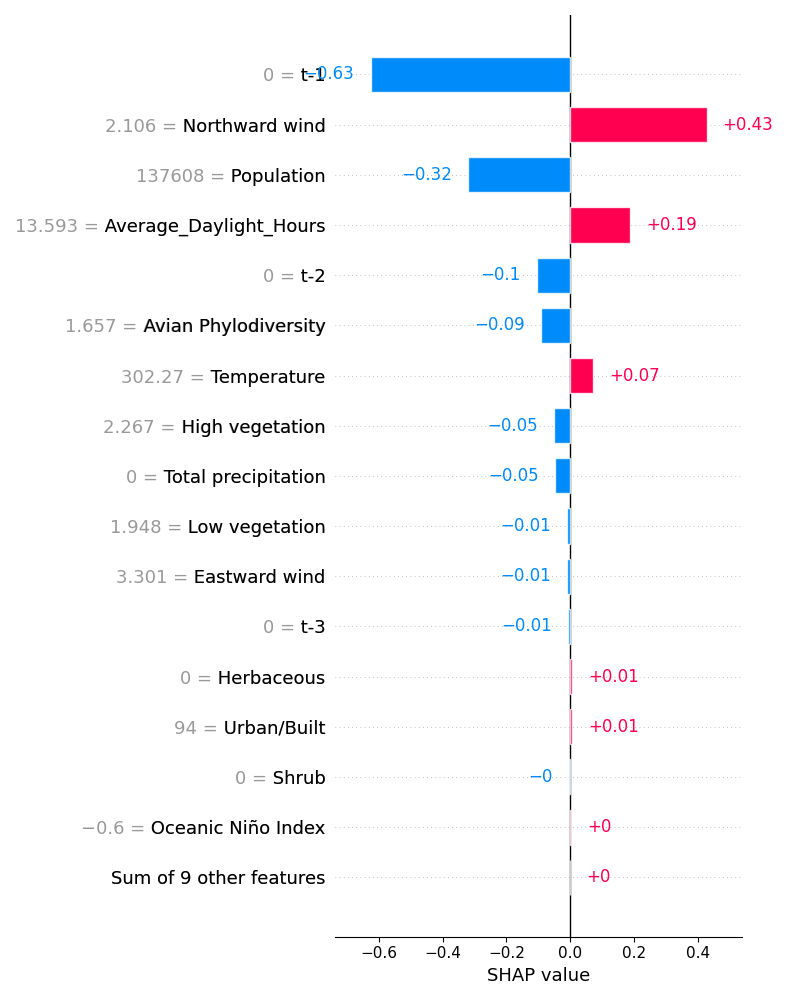 0 = t-1 −0.63
2.106 = Northward wind +0.43
137608 = Population −0.32
13.593 = Average_Daylight_Hours +0.19
0 = t-2 −0.1
1.657 = Avian Phylodiversity −0.09
302.27 = Temperature +0.07
2.267 = High vegetation −0.05
0 = Total precipitation −0.05
1.948 = Low vegetation −0.01
3.301 = Eastward wind −0.01
0 = t-3 −0.01
0 = Herbaceous +0.01
94 = Urban/Built +0.01
0 = Shrub −0
−0.6 = Oceanic Niño Index +0
Sum of 9 other features +0
−0.6 −0.4 −0.2 0.0 0.2 0.4
SHAP value